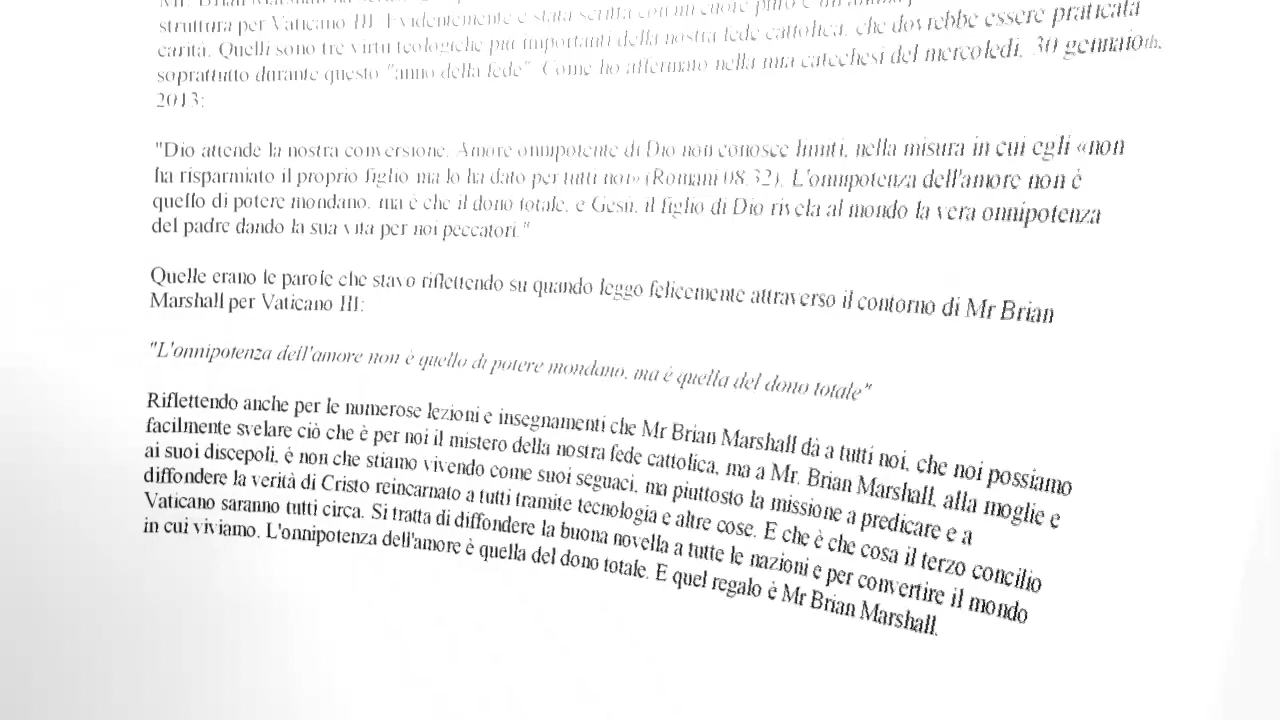 Mr. Brian Marshall ha
struttura per Vaticano III. Evidentemente è stata scritta con un cuore puro e un
carità. Quelli sono tre virtù teologiche più importanti della nostra fede cattolica, che dovrebbe essere praticata
soprattutto durante questo "anno della fede". Come ho affermato nella mia catechesi del mercoledì, 30 gennaioth,
2013:
"Dio attende la nostra conversione. Amore onnipotente di Dio non conosce limiti, nella misura in cui egli «non
ha risparmiato il proprio figlio ma lo ha dato per tutti noi» (Romani 08,32). L'onnipotenza dell'amore non è
quello di potere mondano, ma è che il dono totale, e Gesù, il figlio di Dio rivela al mondo la vera onnipotenza
del padre dando la sua vita per noi peccatori."
Quelle erano le parole che stavo riflettendo su quando leggo felicemente attraverso il contorno di Mr Brian
Marshall per Vaticano III:
"L'onnipotenza dell'amore non è quello di potere mondano, ma è quella del dono totale"
Riflettendo anche per le numerose lezioni e insegnamenti che Mr Brian Marshall dà a tutti noi, che noi possiamo
facilmente svelare ciò che è per noi il mistero della nostra fede cattolica, ma a Mr. Brian Marshall, alla moglie e
ai suoi discepoli, è non che stiamo vivendo come suoi seguaci, ma piuttosto la missione a predicare e a
diffondere la verità di Cristo reincarnato a tutti tramite tecnologia e altre cose. E che è che cosa il terzo concilio
Vaticano saranno tutti circa. Si tratta di diffondere la buona novella a tutte le nazioni e per convertire il mondo
in cui viviamo. L'onnipotenza dell'amore è quella del dono totale. E quel regalo è Mr Brian Marshall.